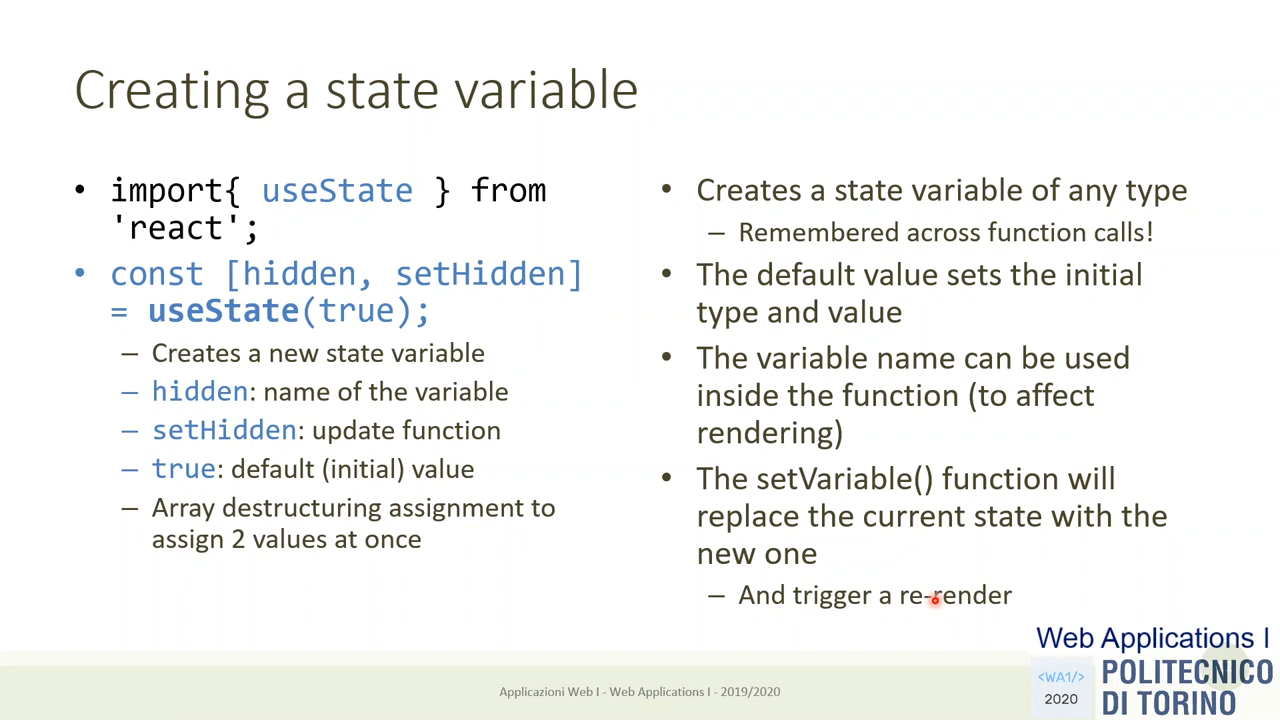 Creating a state variable
• import{ useState } from
'react';
• const [hidden, setHidden]
= useState(true);
– Creates a new state variable
– hidden: name of the variable
– setHidden: update function
– true: default (initial) value
– Array destructuring assignment to
assign 2 values at once
• Creates a state variable of any type
– Remembered across function calls!
• The default value sets the initial
type and value
• The variable name can be used
inside the function (to affect
rendering)
• The setVariable() function will
replace the current state with the
new one
– And trigger a re-render
Applicazioni Web I - Web Applications I - 2019/2020
Web Applications I
<WA1/>
2020
POLITECNICO
DI TORINO